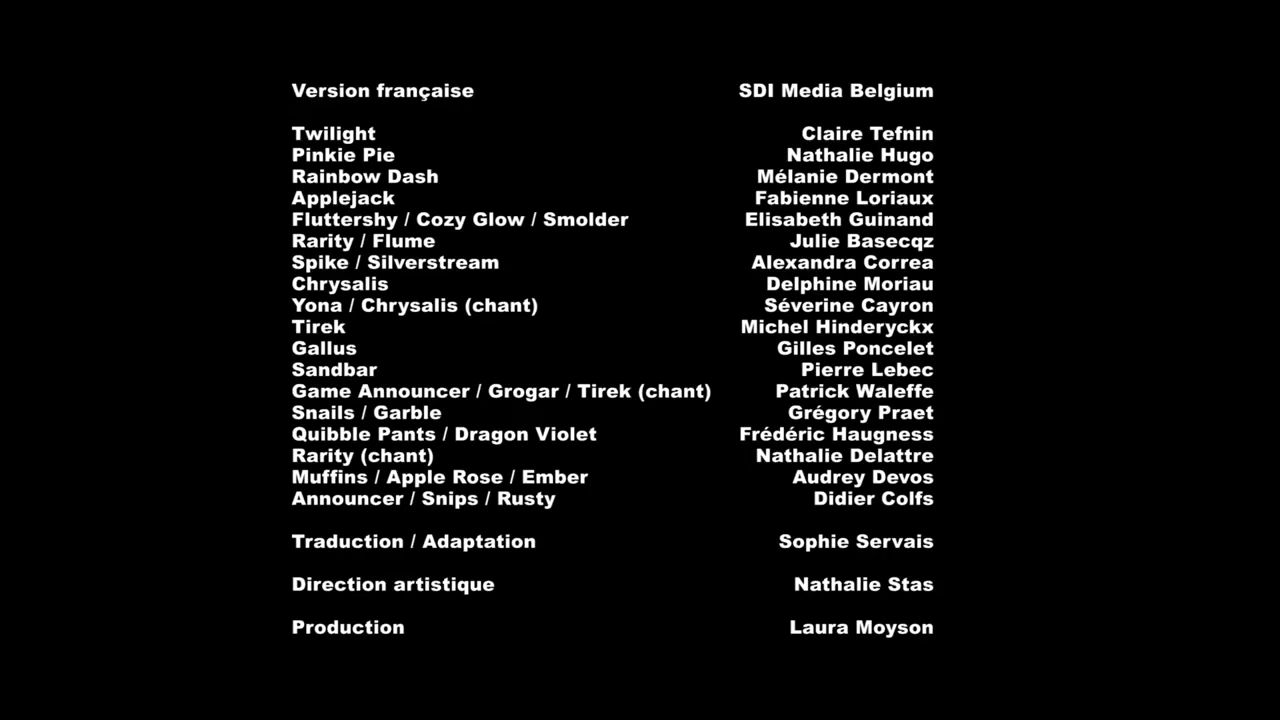 Version française SDI Media Belgium
Twilight Claire Tefnin
Pinkie Pie Nathalie Hugo
Rainbow Dash Mélanie Dermont
Applejack Fabienne Loriaux
Fluttershy / Cozy Glow / Smolder Elisabeth Guinand
Rarity / Flume Julie Basecqz
Spike / Silverstream Alexandra Correa
Chrysalis Delphine Moriau
Yona / Chrysalis (chant) Séverine Cayron
Tirek Michel Hinderyckx
Gallus Gilles Poncelet
Sandbar Pierre Lebec
Game Announcer / Grogar / Tirek (chant) Patrick Waleffe
Snails / Garble Grégory Praet
Quibble Pants / Dragon Violet Frédéric Haugness
Rarity (chant) Nathalie Delattre
Muffins / Apple Rose / Ember Audrey Devos
Announcer / Snips / Rusty Didier Colfs
Traduction / Adaptation Sophie Servais
Direction artistique Nathalie Stas
Production Laura Moyson